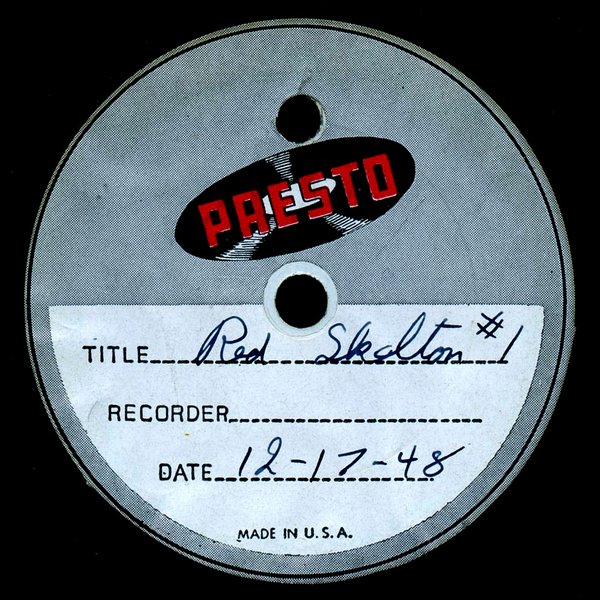 PRESTO
TITLE Red Skelton #1
RECORDER
DATE 12-17-48
MADE IN U.S.A.